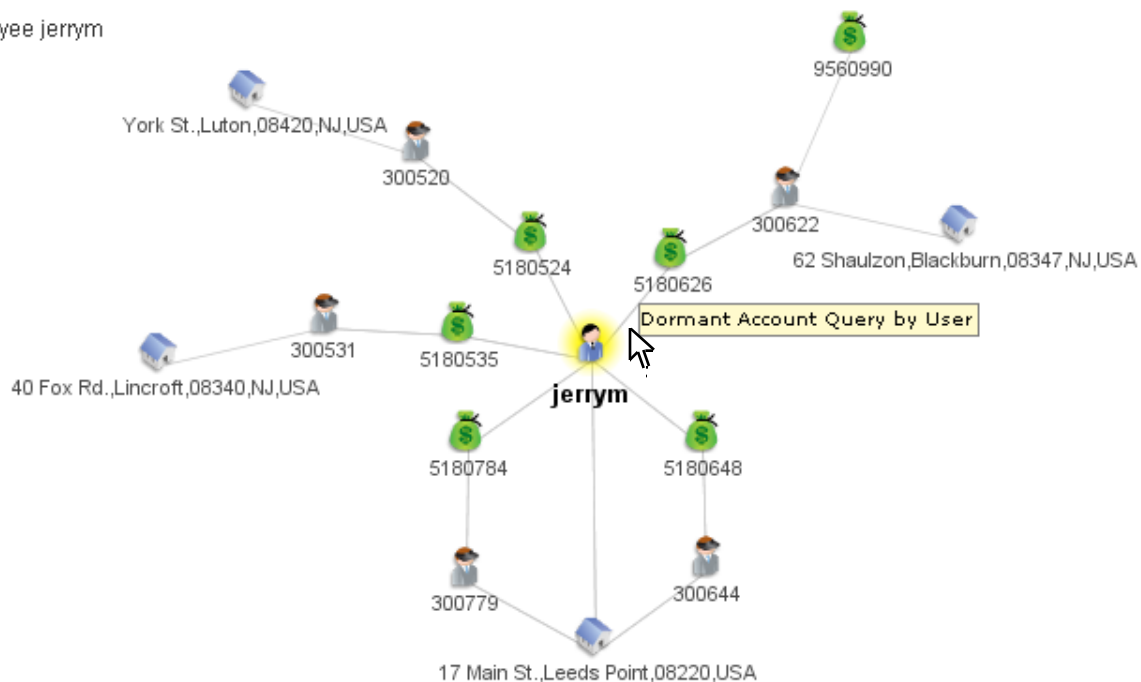 yee jerrym
9560990
York St.,Luton,08420,NJ,USA
300520
300622
5180524
62 Shaulzon,Blackburn,08347,NJ,USA
5180626
Dormant Account Query by User
300531
5180535
40 Fox Rd.,Lincroft,08340,NJ,USA
jerrym
5180784
5180648
300779
300644
17 Main St.,Leeds Point,08220,USA